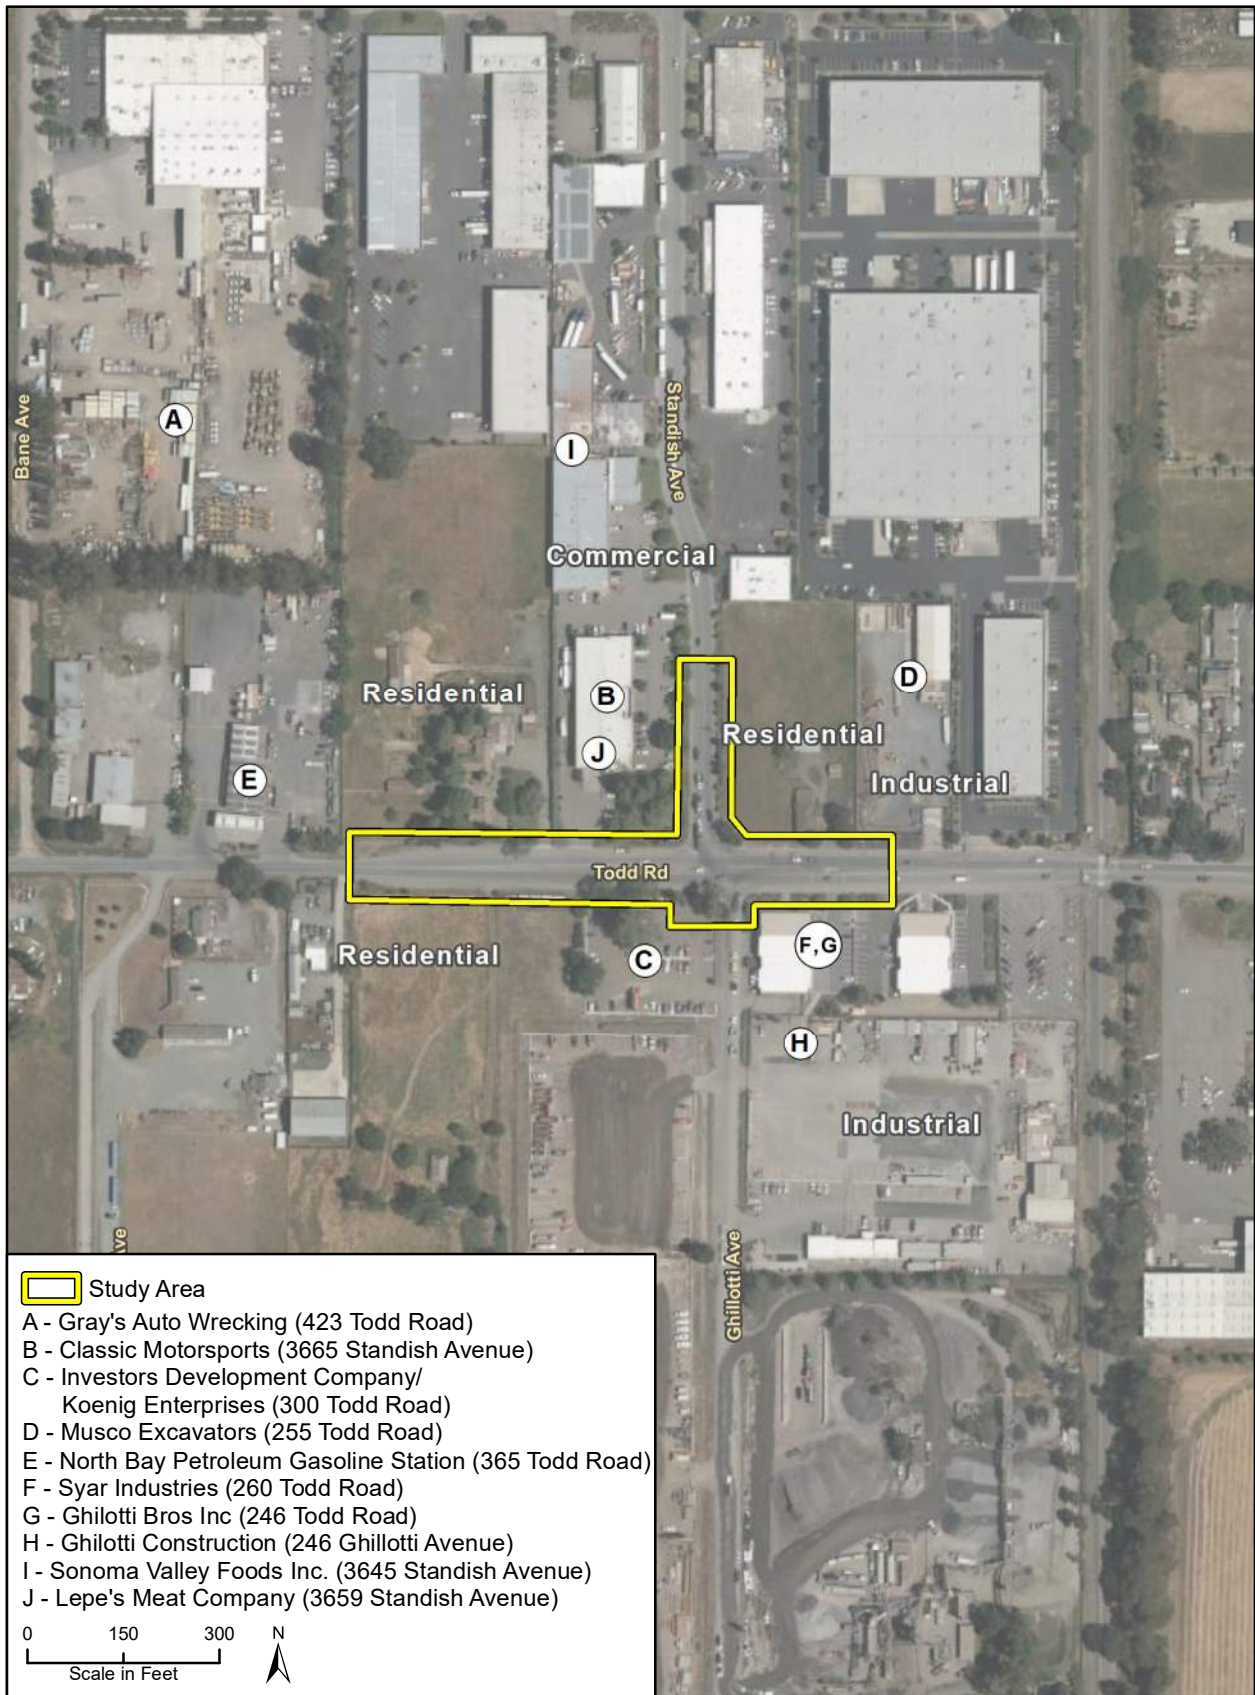 Bane Ave
A
Standish Ave
I
Commercial
Residential
B
D
Residential
J
E
Industrial
Todd Rd
Residential
C
F,G
H
Industrial
Ghillotti Ave
Ave
Study Area
A - Gray's Auto Wrecking (423 Todd Road)
B - Classic Motorsports (3665 Standish Avenue)
C - Investors Development Company/
Koenig Enterprises (300 Todd Road)
D - Musco Excavators (255 Todd Road)
E - North Bay Petroleum Gasoline Station (365 Todd Road)
F - Syar Industries (260 Todd Road)
G - Ghilotti Bros Inc (246 Todd Road)
H - Ghilotti Construction (246 Ghillotti Avenue)
I - Sonoma Valley Foods Inc. (3645 Standish Avenue)
J - Lepe's Meat Company (3659 Standish Avenue)
0 150 300 N
Scale in Feet